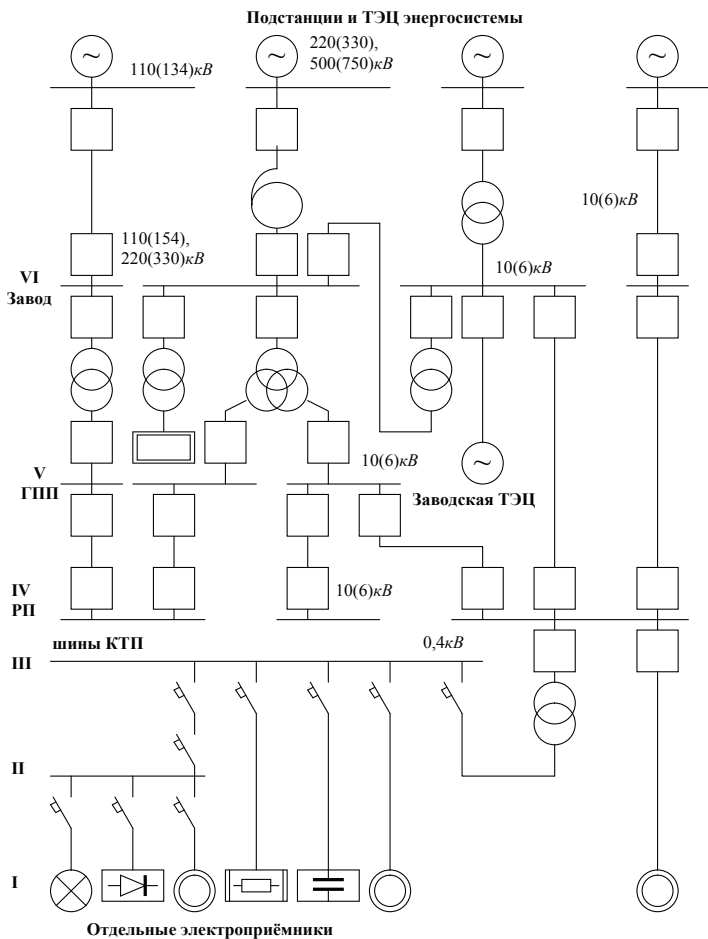 Подстанции и ТЭЦ энергосистемы
220(330),
500(750)кВ
110(134)кВ
10(6)кВ
110(154),
220(330)кВ
10(6)кВ
VI
Завод
10(6)кВ
V
ГПП
Заводская ТЭЦ
10(6)кВ
IV
РП
шины КТП
0,4кВ
III
II
I
Отдельные электроприёмники